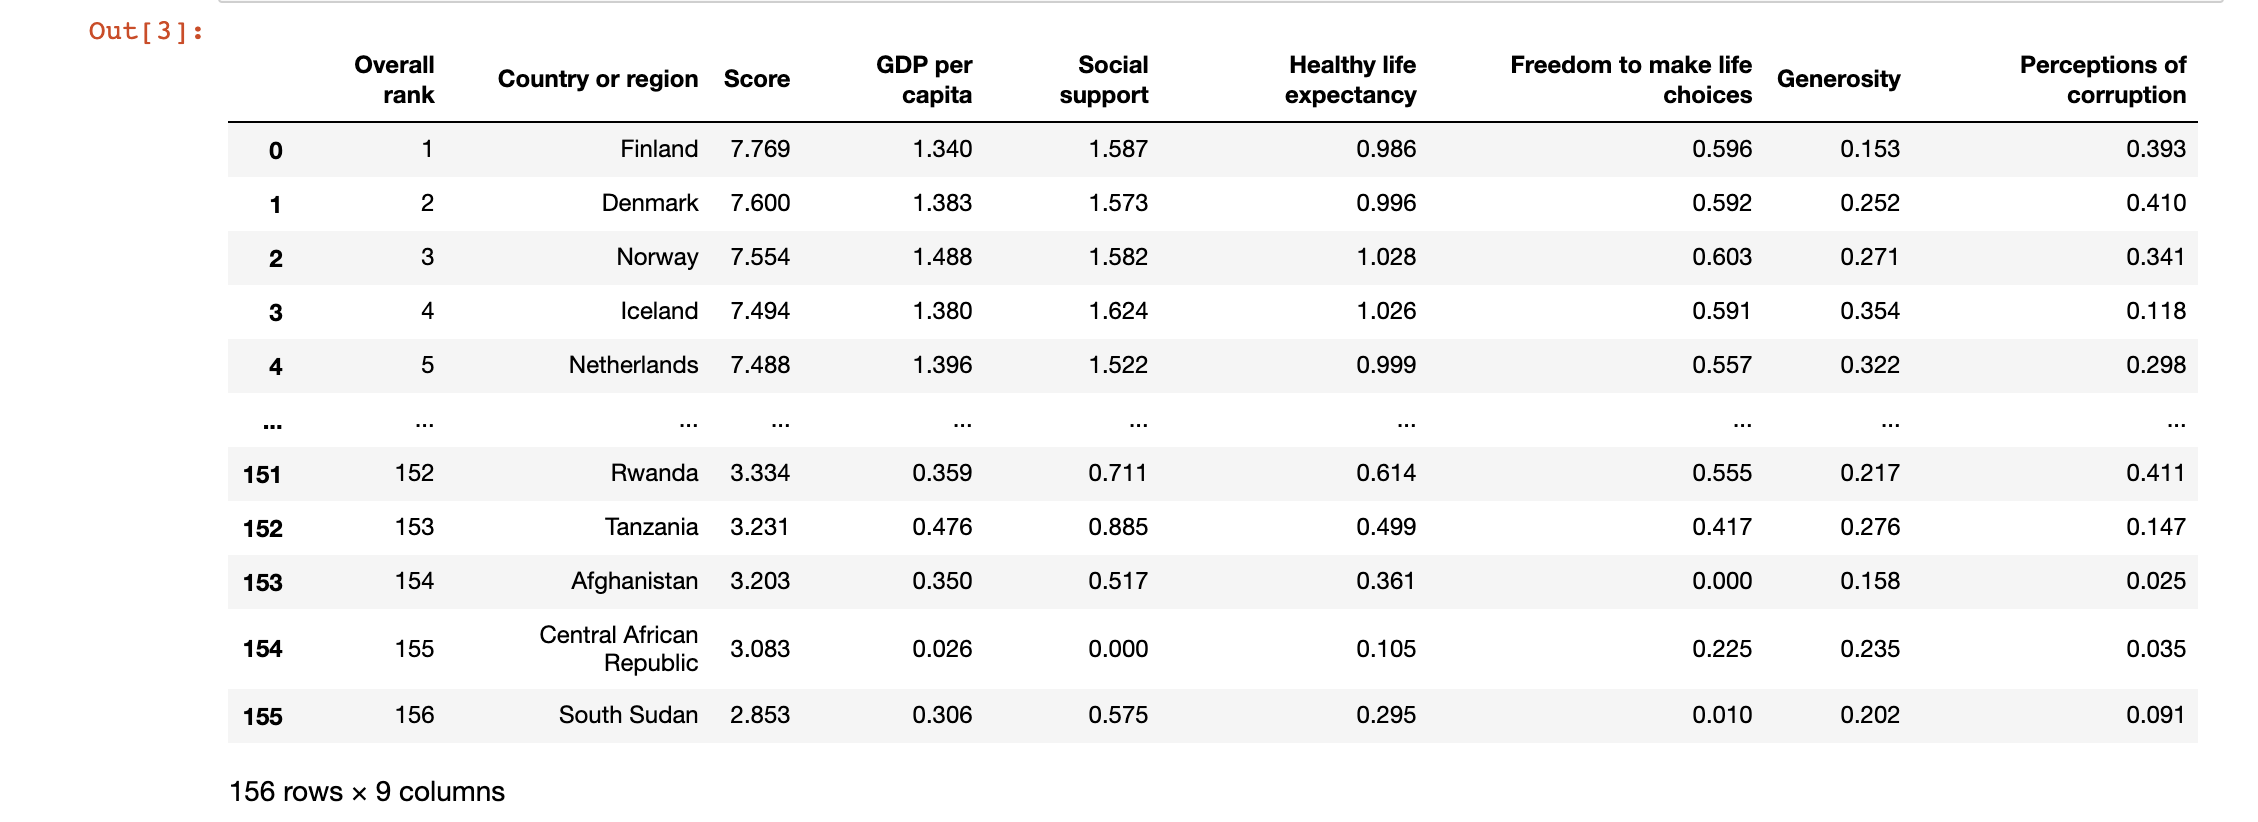 Out[3]:
Overall rank Country or region Score GDP per capita Social support Healthy life expectancy Freedom to make life choices Generosity Perceptions of corruption
0 1 Finland 7.769 1.340 1.587 0.986 0.596 0.153 0.393
1 2 Denmark 7.600 1.383 1.573 0.996 0.592 0.252 0.410
2 3 Norway 7.554 1.488 1.582 1.028 0.603 0.271 0.341
3 4 Iceland 7.494 1.380 1.624 1.026 0.591 0.354 0.118
4 5 Netherlands 7.488 1.396 1.522 0.999 0.557 0.322 0.298
... ... ... ... ... ... ... ... ... ...
151 152 Rwanda 3.334 0.359 0.711 0.614 0.555 0.217 0.411
152 153 Tanzania 3.231 0.476 0.885 0.499 0.417 0.276 0.147
153 154 Afghanistan 3.203 0.350 0.517 0.361 0.000 0.158 0.025
154 155 Central African Republic 3.083 0.026 0.000 0.105 0.225 0.235 0.035
155 156 South Sudan 2.853 0.306 0.575 0.295 0.010 0.202 0.091
156 rows × 9 columns